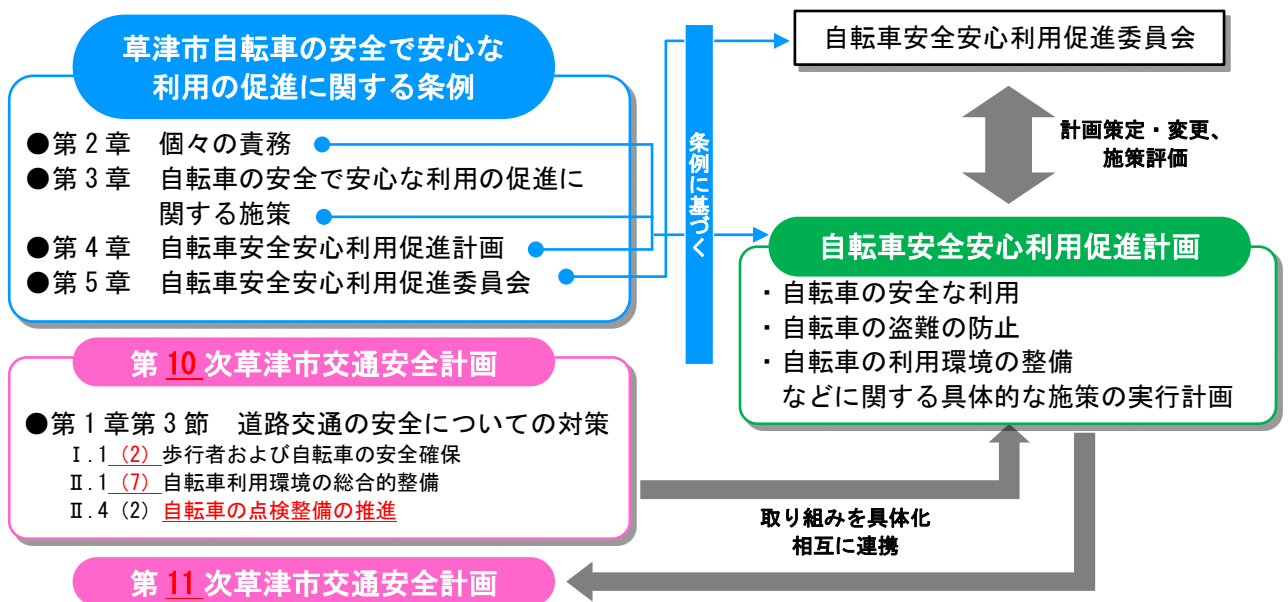 草津市自転車の安全で安心な
利用の促進に関する条例
●第2章　個々の責務
●第3章　自転車の安全で安心な利用の促進に
関する施策
●第4章　自転車安全安心利用促進計画
●第5章　自転車安全安心利用促進委員会
条例に基づく
自転車安全安心利用促進委員会
計画策定・変更、
施策評価
自転車安全安心利用促進計画
・自転車の安全な利用
・自転車の盗難の防止
・自転車の利用環境の整備
などに関する具体的な施策の実行計画
第10次草津市交通安全計画
●第1章第3節　道路交通の安全についての対策
Ⅰ.1（2）歩行者および自転車の安全確保
Ⅱ.1（7）自転車利用環境の総合的整備
Ⅱ.4（2）自転車の点検整備の推進
取り組みを具体化
相互に連携
第11次草津市交通安全計画